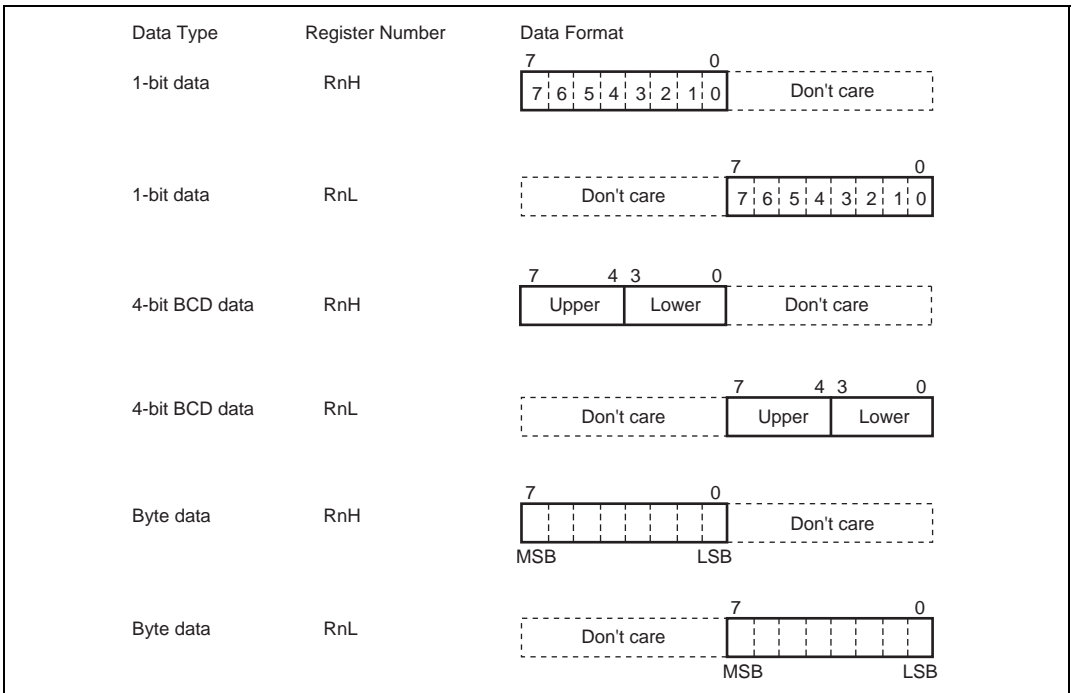 Data Type Register Number Data Format
7 0
1-bit data RnH 7 6 5 4 3 2 1 0 Don't care
7 0
1-bit data RnL Don't care 7 6 5 4 3 2 1 0
7 4 3 0
4-bit BCD data RnH Upper Lower Don't care
7 4 3 0
4-bit BCD data RnL Don't care Upper Lower
7 0
Byte data RnH Don't care
MSB LSB
7 0
Byte data RnL Don't care
MSB LSB